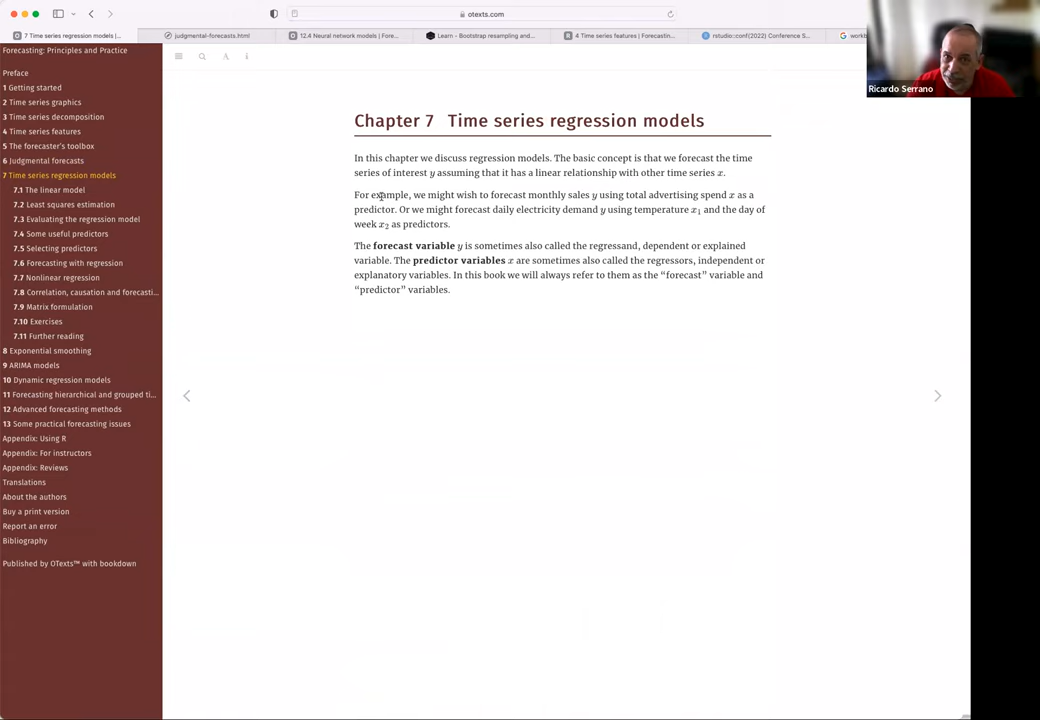 otexts.com
7 Time series regression models |...
judgmental-forecasts.html
12.4 Neural network models | Fore...
Learn - Bootstrap resampling and...
4 Time series features | Forecastin...
rstudio::conf(2022) Conference S...
Ricardo Serrano
Forecasting: Principles and Practice
Preface
1 Getting started
2 Time series graphics
3 Time series decomposition
4 Time series features
5 The forecaster's toolbox
6 Judgmental forecasts
7 Time series regression models
7.1 The linear model
7.2 Least squares estimation
7.3 Evaluating the regression model
7.4 Some useful predictors
7.5 Selecting predictors
7.6 Forecasting with regression
7.7 Nonlinear regression
7.8 Correlation, causation and forecasti...
7.9 Matrix formulation
7.10 Exercises
7.11 Further reading
8 Exponential smoothing
9 ARIMA models
10 Dynamic regression models
11 Forecasting hierarchical and grouped ti...
12 Advanced forecasting methods
13 Some practical forecasting issues
Appendix: Using R
Appendix: For instructors
Appendix: Reviews
Translations
About the authors
Buy a print version
Report an error
Bibliography
Published by OTexts™ with bookdown
Chapter 7 Time series regression models
In this chapter we discuss regression models. The basic concept is that we forecast the time
series of interest y assuming that it has a linear relationship with other time series x.
For example, we might wish to forecast monthly sales y using total advertising spend x as a
predictor. Or we might forecast daily electricity demand y using temperature x₁ and the day of
week x₂ as predictors.
The forecast variable y is sometimes also called the regressand, dependent or explained
variable. The predictor variables x are sometimes also called the regressors, independent or
explanatory variables. In this book we will always refer to them as the “forecast” variable and
“predictor” variables.